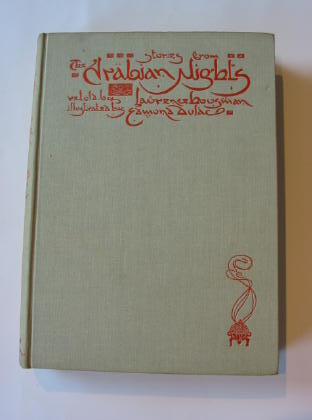 Stories from
The Arabian Nights
retold by Laurence Housman
illustrated by Edmund Dulac